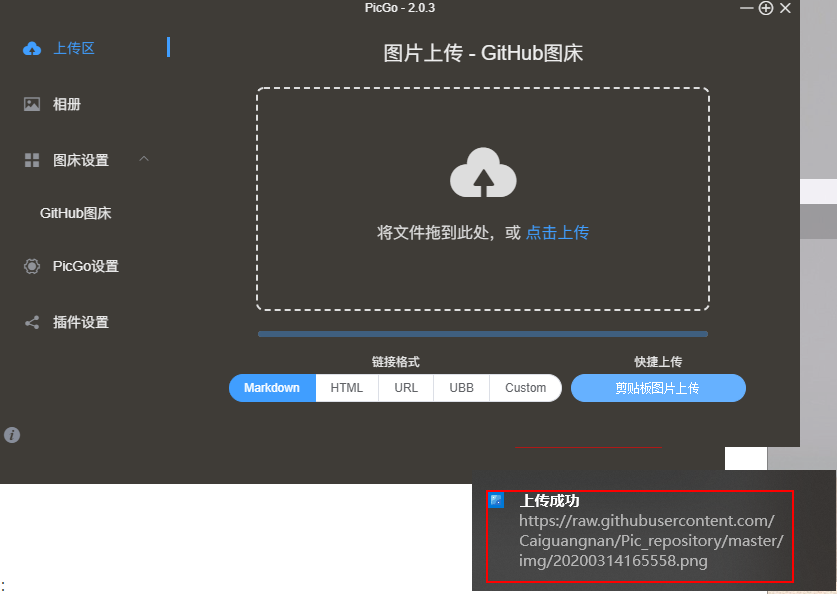 PicGo - 2.0.3
上传区
图片上传 - GitHub图床
相册
图床设置
GitHub图床
PicGo设置
插件设置
将文件拖到此处，或 点击上传
链接格式
快捷上传
Markdown
HTML
URL
UBB
Custom
剪贴板图片上传
上传成功
https://raw.githubusercontent.com/
Caiguangnan/Pic_repository/master/
img/20200314165558.png